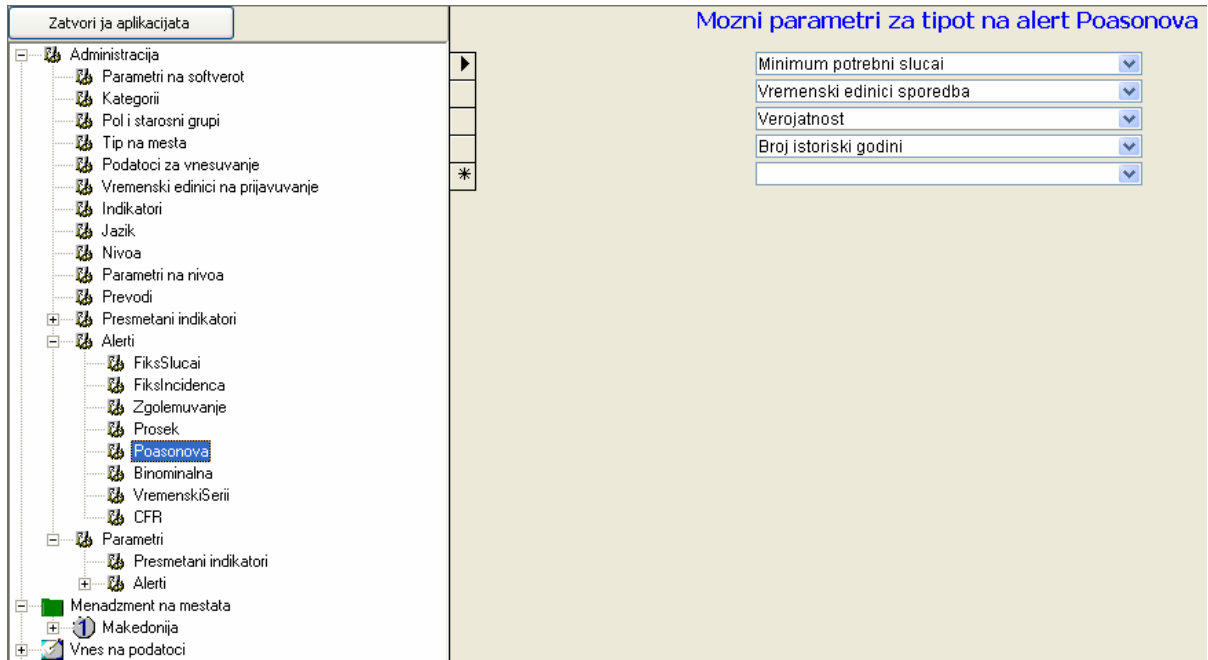 Zatvori ja aplikacijata
Administracija
Parametri na softverot
Kategorii
Pol i starosni grupi
Tip na mesta
Podatoci za vnesuvanje
Vremenski edinici na prijavuvanje
Indikatori
Jazik
Nivoa
Parametri na nivoa
Prevodi
Presmetani indikatori
Alerti
FiksSlucai
FiksIncidenca
Zgolemuvanje
Prosek
Poasonova
Binominalna
VremenskiSerii
CFR
Parametri
Presmetani indikatori
Alerti
Menadzment na mestata
1 Makedonija
Vnes na podatoci
Mozni parametri za tipot na alert Poasonova
Minimum potrebni slucai
Vremenski edinici sporedba
Verojatnost
Broj istoriski godini